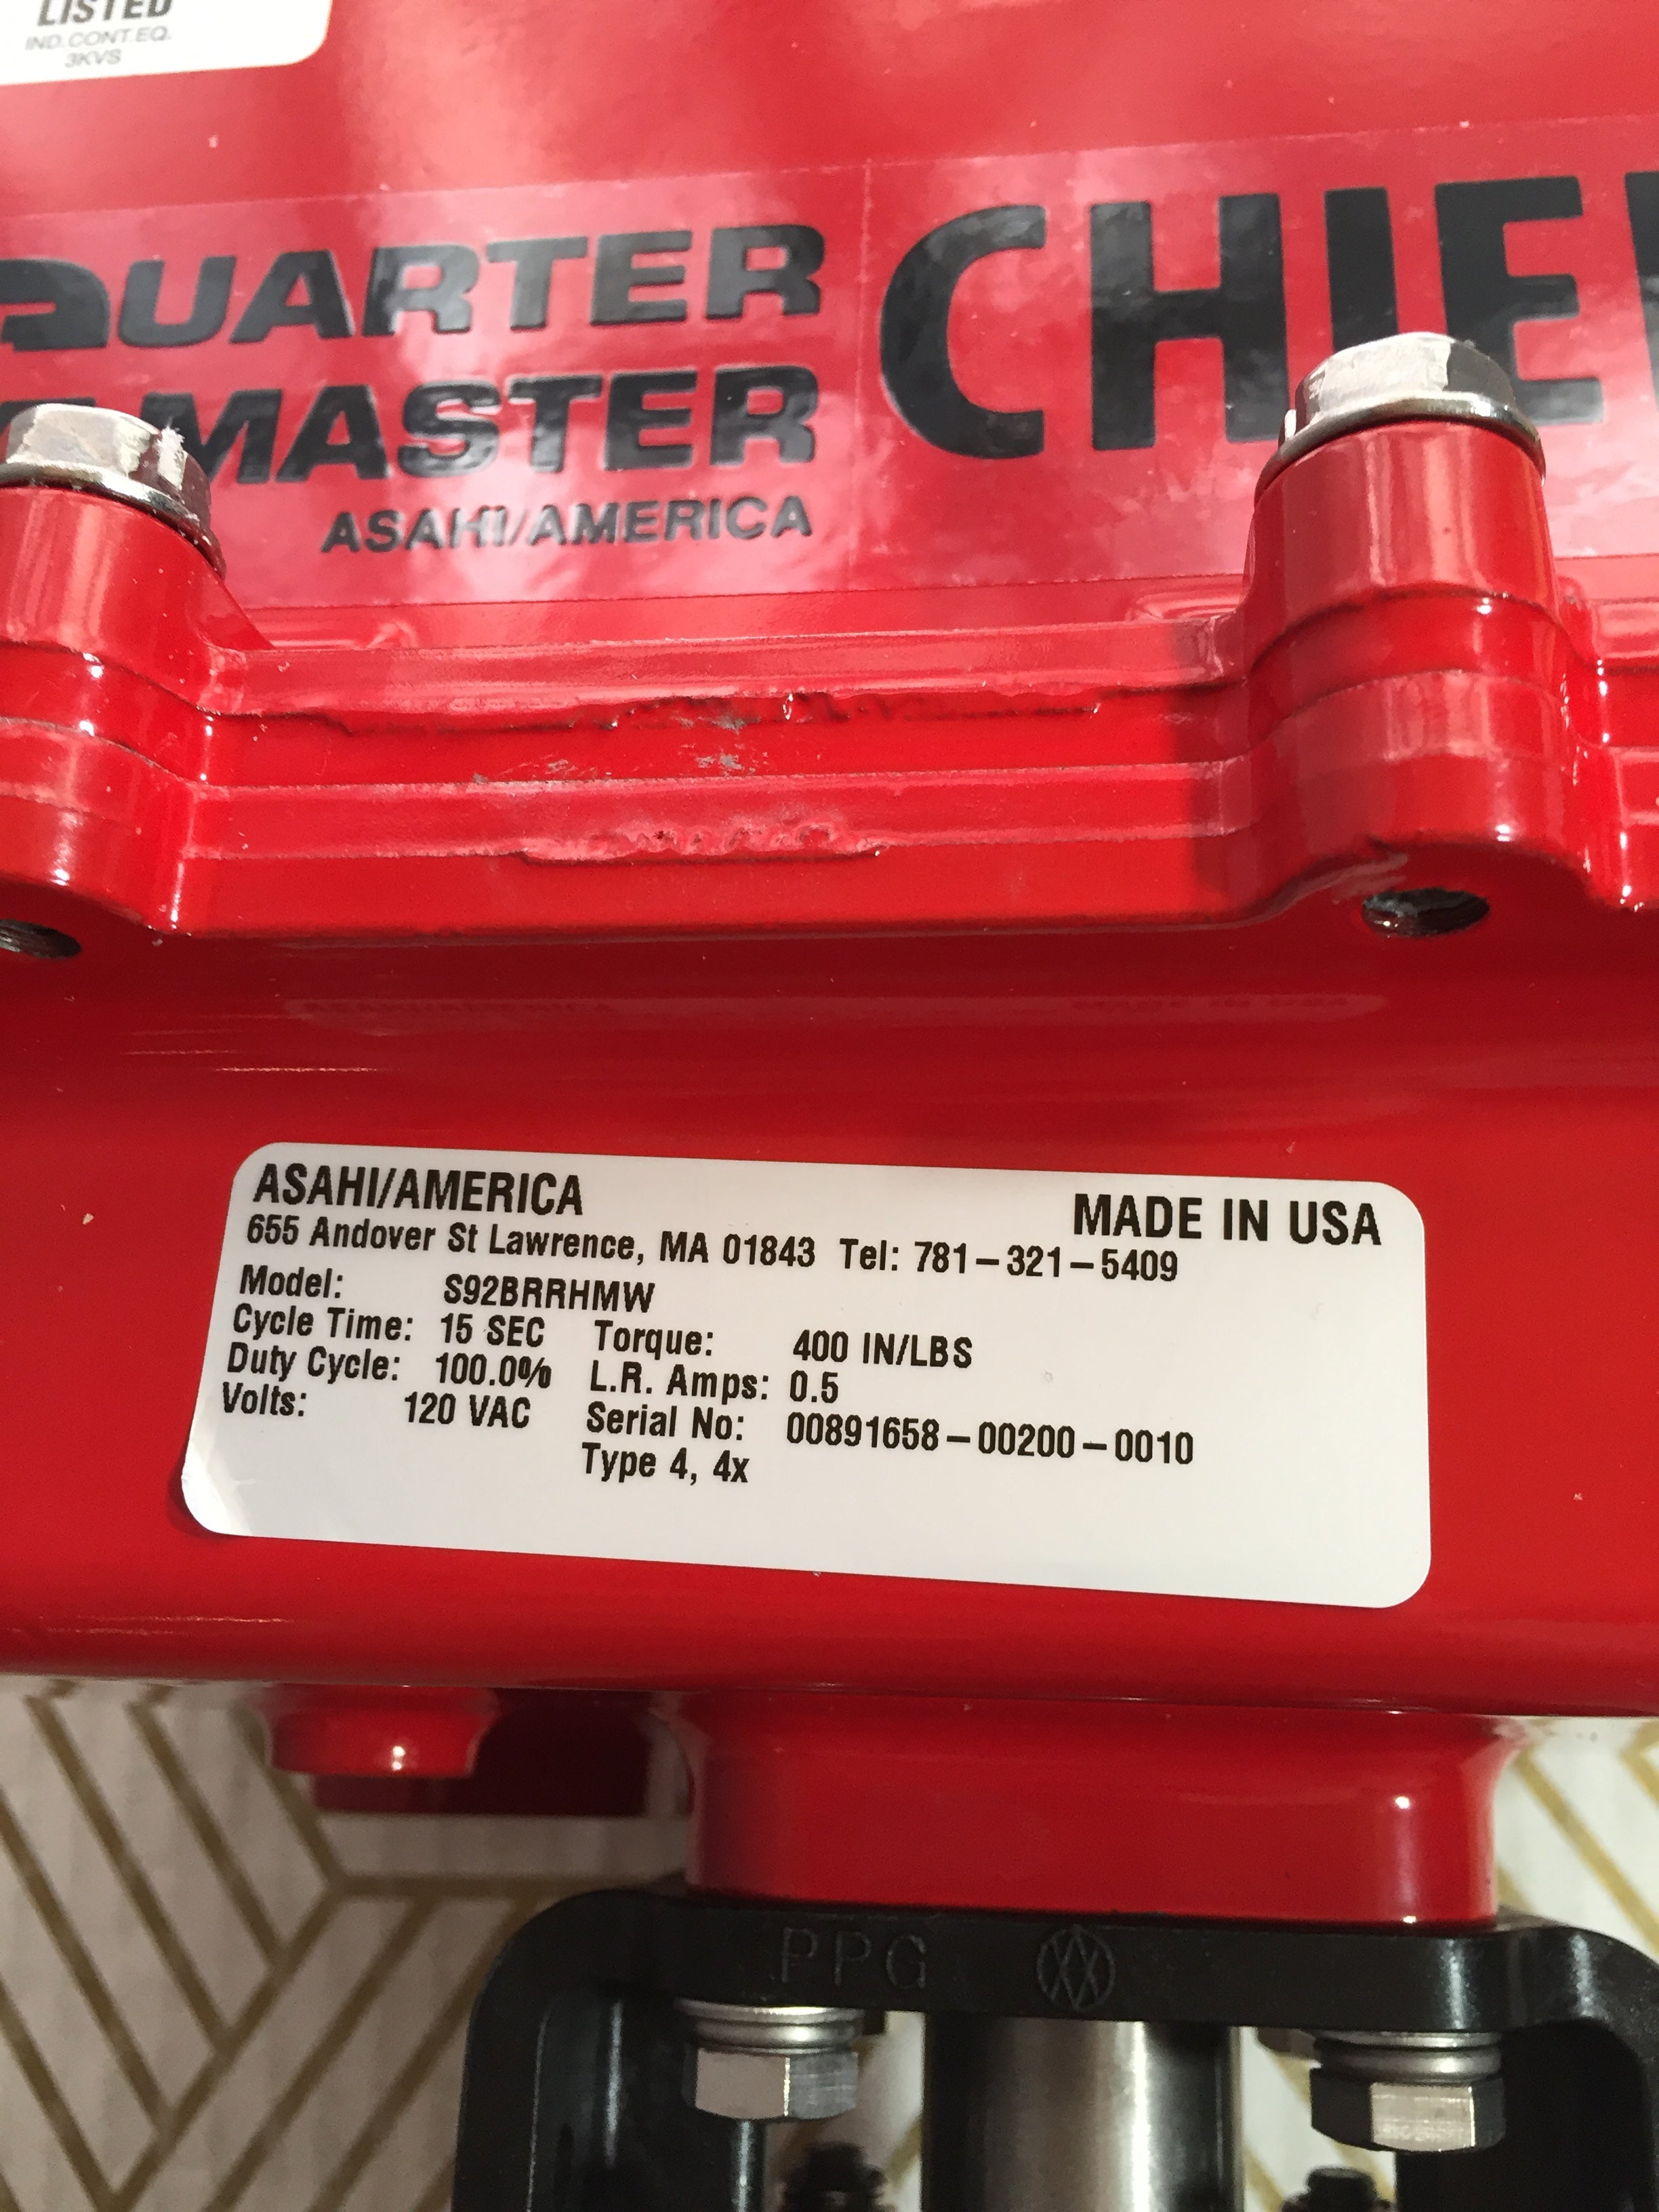 LISTED
IND.CONT.EQ.
3KVS
QUARTER
MASTER
ASAHI/AMERICA
CHIE
ASAHI/AMERICA
MADE IN USA
655 Andover St Lawrence, MA 01843 Tel: 781-321-5409
Model: S92BRRHMW
Cycle Time: 15 SEC Torque: 400 IN/LBS
Duty Cycle: 100.0% L.R. Amps: 0.5
Volts: 120 VAC Serial No: 00891658-00200-0010
Type 4, 4x
PPG